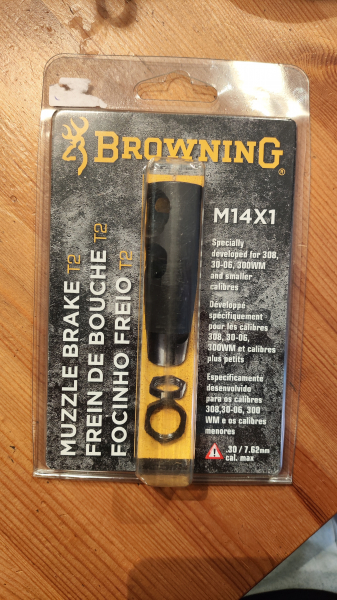 BROWNING®
M14X1
MUZZLE BRAKE T2
FREIN DE BOUCHE T2
FOCINHO FREIO T2
Specially
developed for 308,
30-06, 300WM
and smaller
calibres
Développé
spécifiquement
pour les calibres
308, 30-06,
300WM et calibres
plus petits
Especificamente
desenvolvido
para os calibres
308,30-06, 300
WM e os calibres
menores
.30 / 7.62mm
cal. max